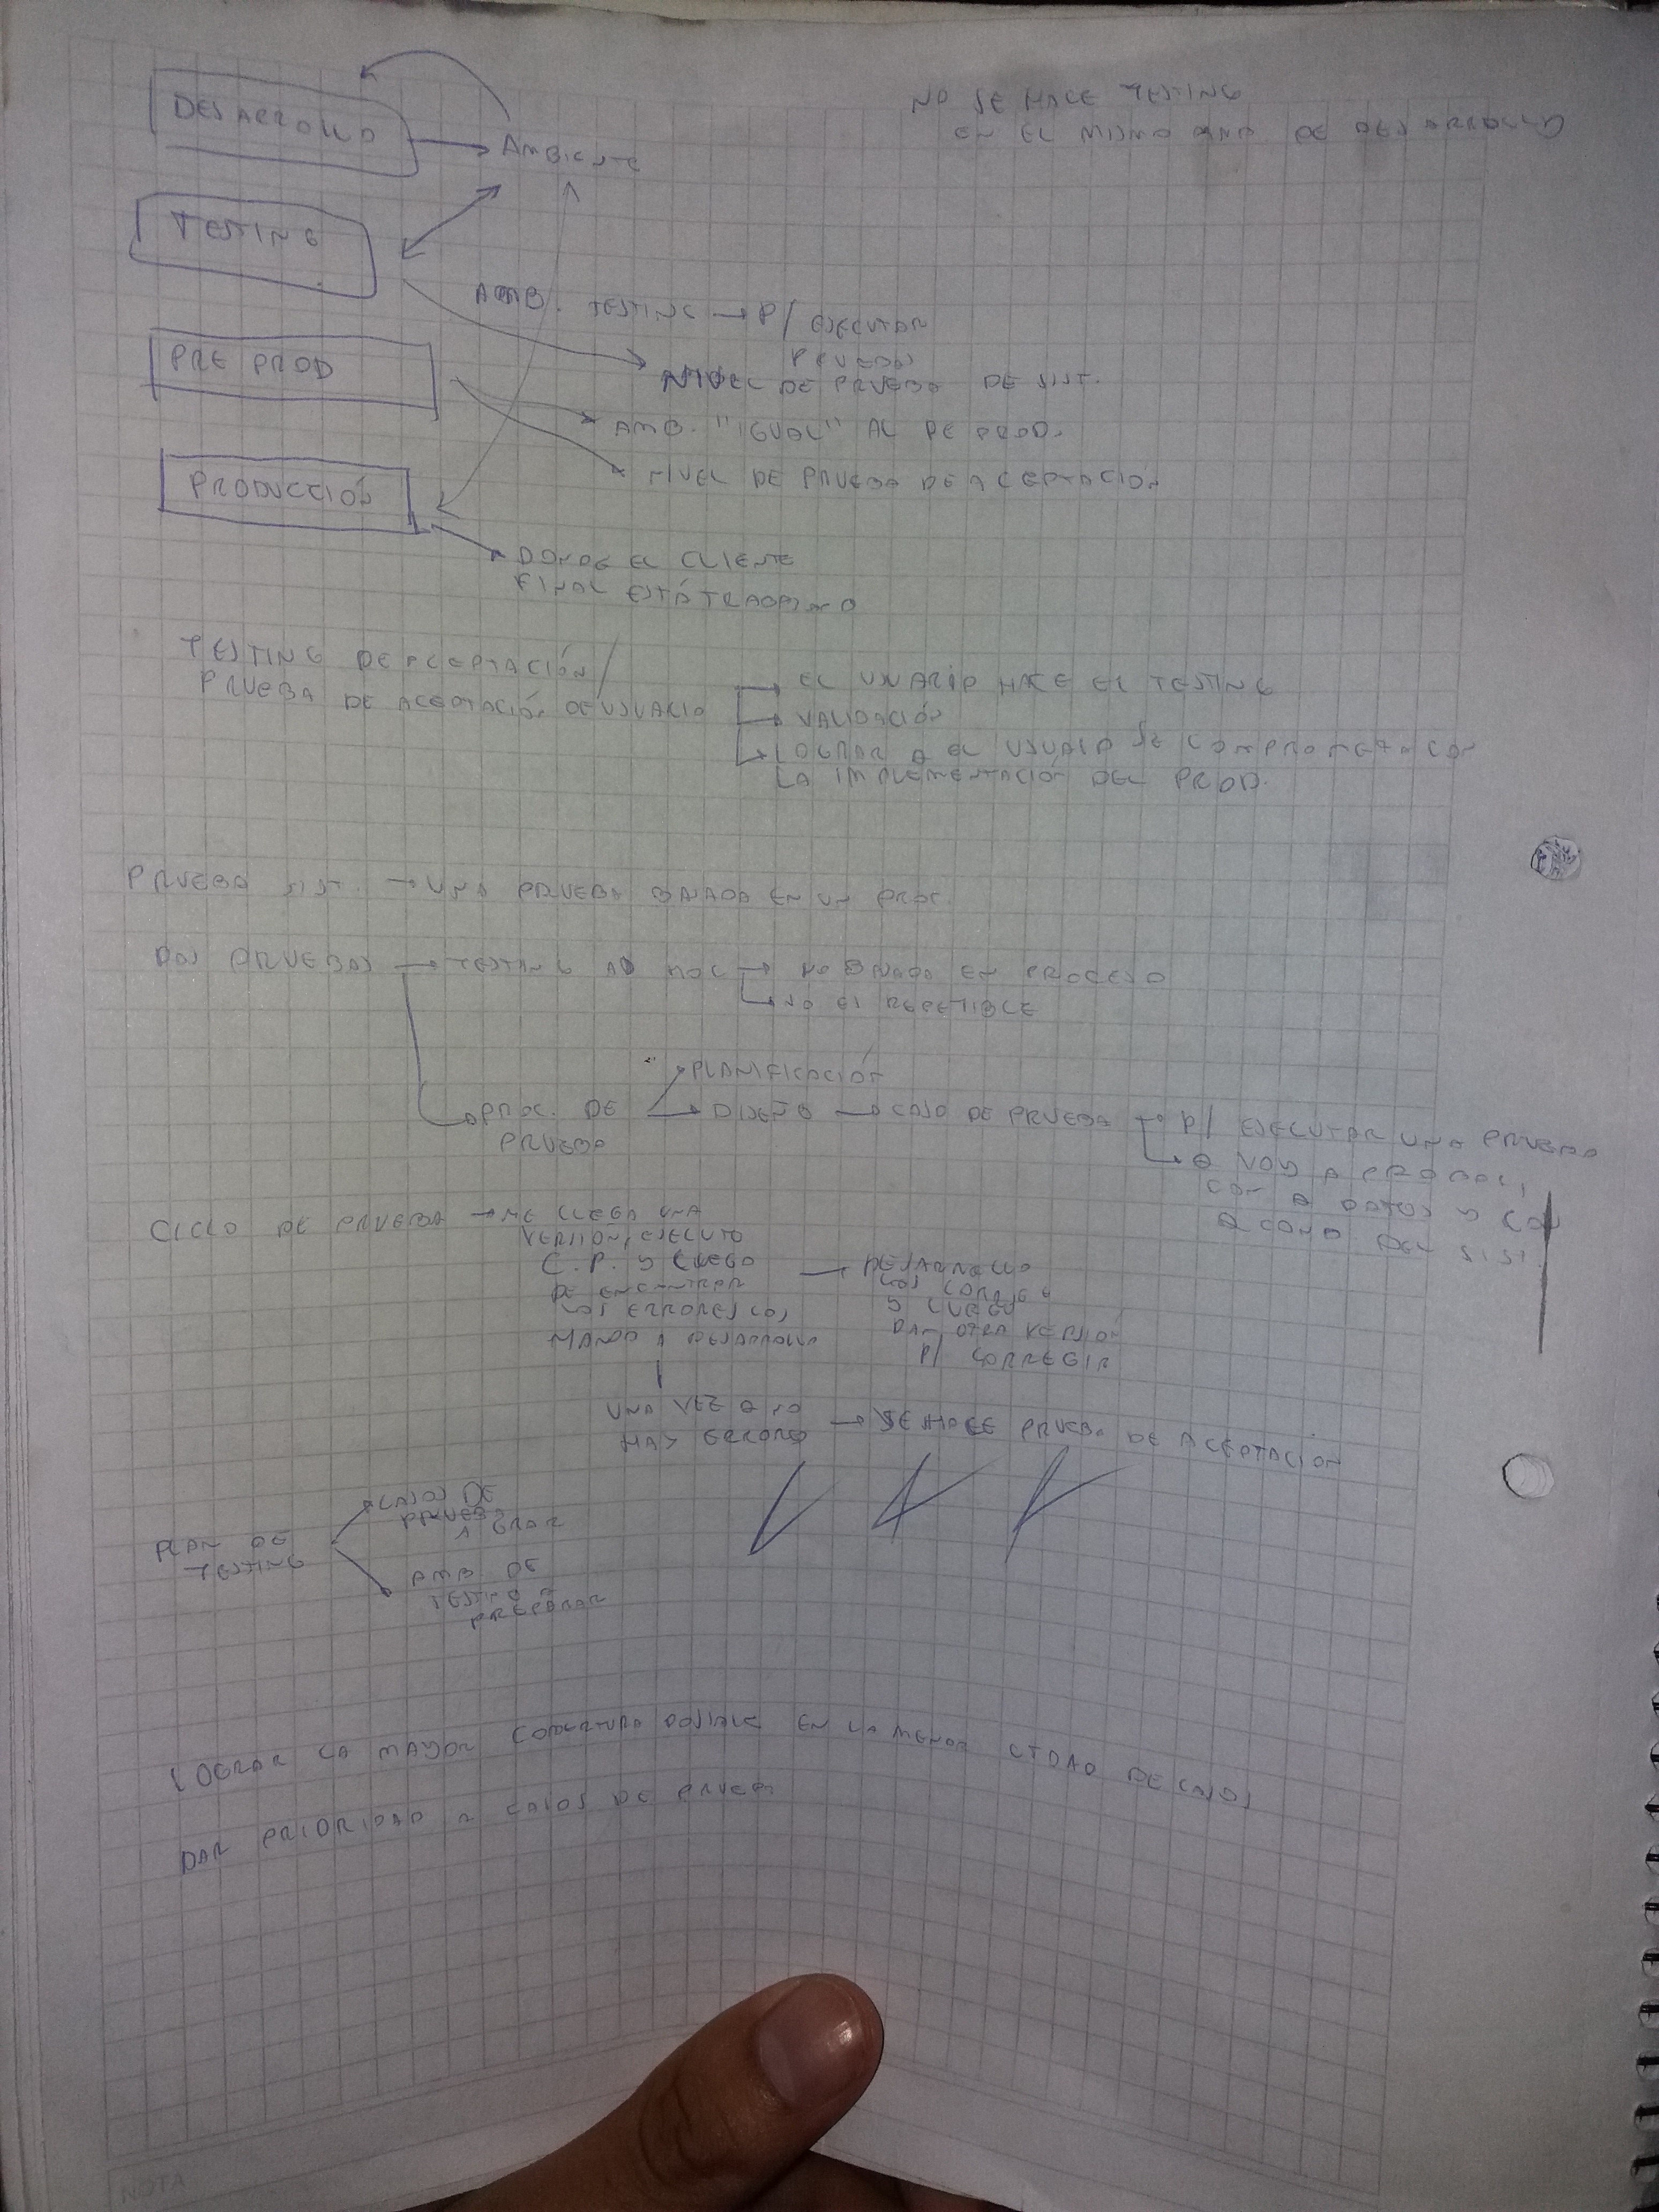 DESARROLLO → AMBIENTE
NO SE HACE TESTING
EN EL MISMO DE DESARROLLO
TESTING
AMB. TESTING → P/ EJECUTAR
PRUEBAS
NIVEL DE PRUEBA DE SIST.
PRE PROD
AMB. "IGUAL" AL DE PROD.
NIVEL DE PRUEBA DE ACEPTACIÓN
PRODUCCIÓN
DONDE EL CLIENTE
FINAL ESTÁ
TESTING DE ACEPTACIÓN/
PRUEBA DE ACEPTACIÓN DE USUARIO
→ EL USUARIO HACE EL TESTING
→ VALIDACIÓN
→ LOGRAR Q EL USUARIO SE COMPROMETA CON
LA IMPLEMENTACIÓN DEL PROD.
PRUEBA SIST. → UNA PRUEBA BASADA EN UN PROC.
DOS PRUEBAS → TESTING AD HOC → NO BASADO EN PROCESO
→ NO ES REPETIBLE
→ PLANIFICACIÓN
PROC. DE → DISEÑO → CASO DE PRUEBA → P/ EJECUTAR UNA PRUEBA
PRUEBA
→ Q VOY A PROBAR,
CON Q DATOS Y CON
Q COND DEL SIST.
CICLO DE PRUEBA → ME LLEGA UNA
VERSIÓN, EJECUTO
C.P. Y LUEGO
DE ENCONTRAR
LOS ERRORES LOS
MANDO A DESARROLLO
→ DESARROLLO
LOS CORRIGE
Y LUEGO
DAN OTRA VERSIÓN
P/ CORREGIR
UNA VEZ Q NO
HAY ERRORES → SE HACE PRUEBA DE ACEPTACIÓN
PLAN DE
TESTING
CASOS DE
PRUEBA
A
AMB DE
TESTING A
PREPARAR
LOGRAR LA MAYOR COBERTURA POSIBLE EN LA MENOR CTDAD DE CASOS
DAR PRIORIDAD A CASOS DE PRUEBA
NOTA